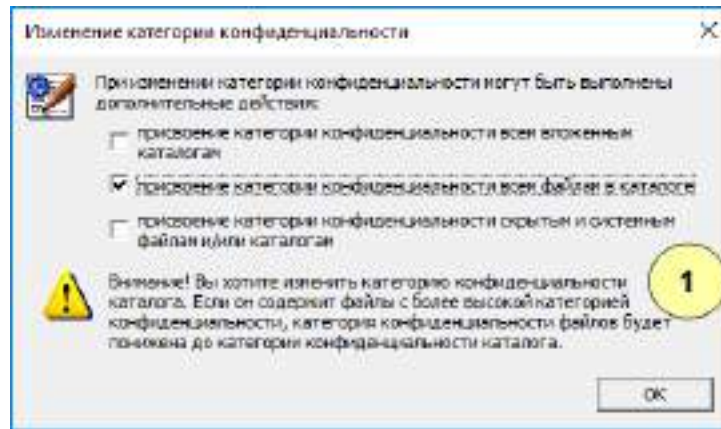 Изменение категории конфиденциальности
При изменении категории конфиденциальности могут быть выполнены
дополнительные действия:
присвоение категории конфиденциальности всем вложенным
каталогам
присвоение категории конфиденциальности всем файлам в каталоге
присвоение категории конфиденциальности скрытым и системным
файлам и/или каталогам
Внимание! Вы хотите изменить категорию конфиденциальности
каталога. Если он содержит файлы с более высокой категорией
конфиденциальности, категория конфиденциальности файлов будет
понижена до категории конфиденциальности каталога.
1
OK